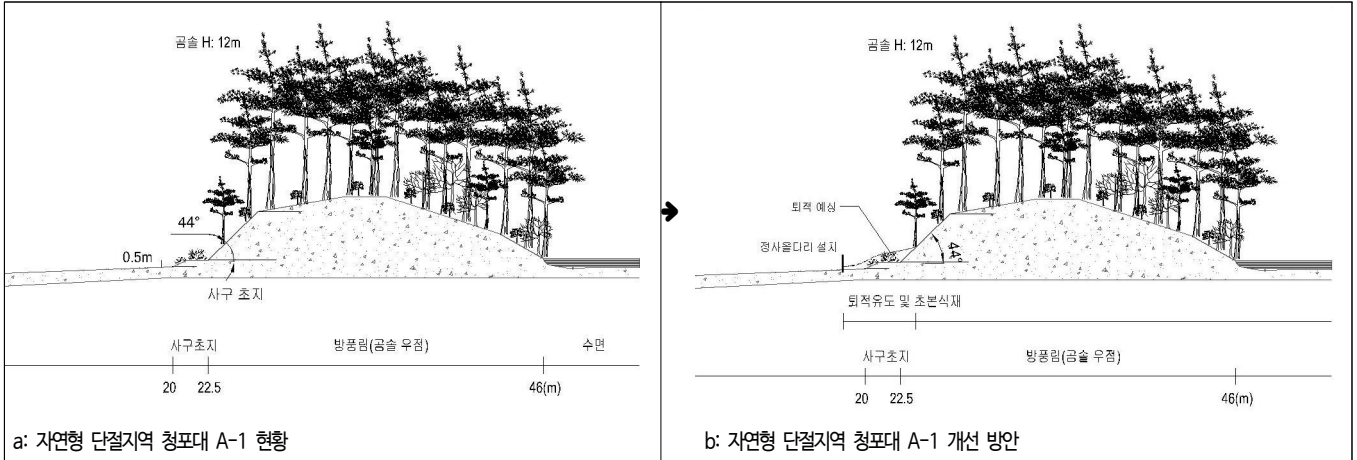 곰솔 H: 12m
44°
0.5m
사구 초지
사구초지
방풍림(곰솔 우점)
수면
20
22.5
46(m)
a: 자연형 단절지역 청포대 A-1 현황
곰솔 H: 12m
퇴적 예상
정사울다리 설치
44°
퇴적유도 및 초본식재
사구초지
방풍림(곰솔 우점)
20
22.5
46(m)
b: 자연형 단절지역 청포대 A-1 개선 방안